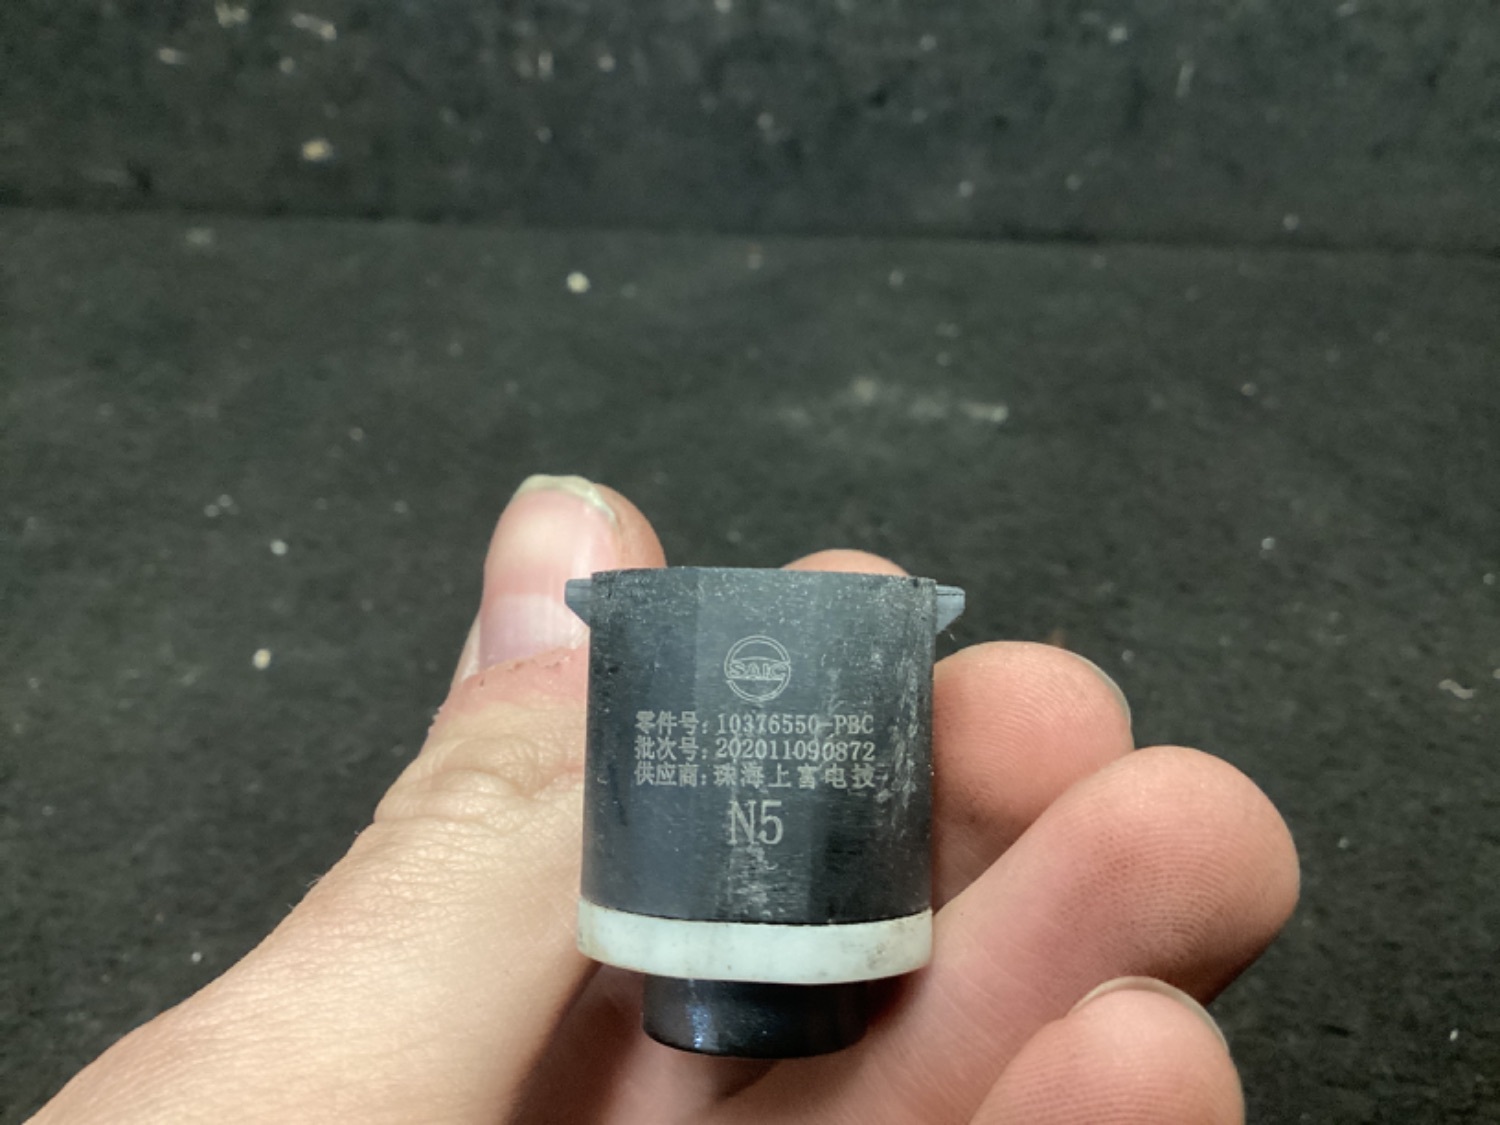 SAIC
零件号: 10376550-PBC
批次号: 202011090872
供应商: 珠海上富电技
N5